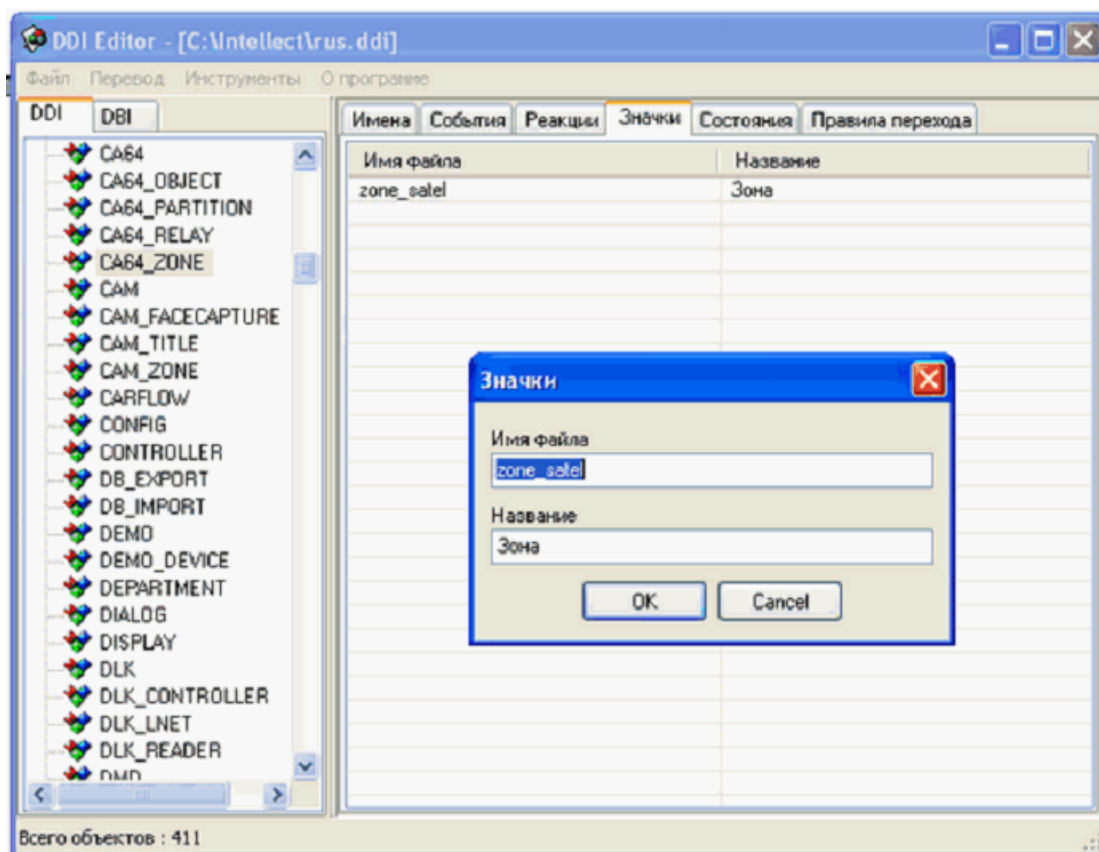 DDI Editor - [C:\Intellect\rus.ddi]
Файл Перевод Инструменты О програме
DDI DBI
Имена События Реакции Значки Состояния Правила перехода
Имя файла Название
zone_satel Зона
CA64
CA64_OBJECT
CA64_PARTITION
CA64_RELAY
CA64_ZONE
CAM
CAM_FACECAPTURE
CAM_TITLE
CAM_ZONE
CARFLOW
CONFIG
CONTROLLER
DB_EXPORT
DB_IMPORT
DEMO
DEMO_DEVICE
DEPARTMENT
DIALOG
DISPLAY
DLK
DLK_CONTROLLER
DLK_LNET
DLK_READER
DMD
Значки
Имя файла
zone_satel
Название
Зона
OK Cancel
Всего объектов : 411